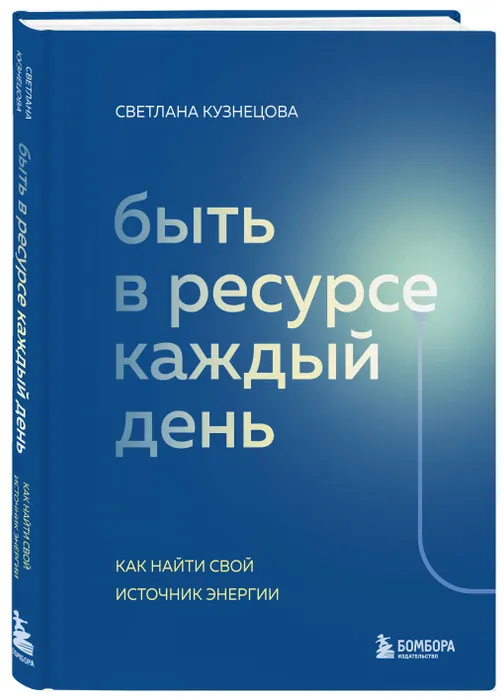 СВЕТЛАНА КУЗНЕЦОВА
быть
в ресурсе
каждый
день
КАК НАЙТИ СВОЙ
ИСТОЧНИК ЭНЕРГИИ
БОМБОРА
ИЗДАТЕЛЬСТВО
СВЕТЛАНА
КУЗНЕЦОВА
быть в ресурсе каждый день
КАК НАЙТИ СВОЙ
ИСТОЧНИК ЭНЕРГИИ